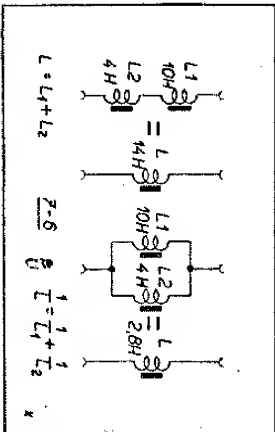 L1
10H
L2
4H
=
L
14H
L1
10H
L2
4H
=
L
2,8H
L = L₁ + L₂
7-6
1/L = 1/L₁ + 1/L₂